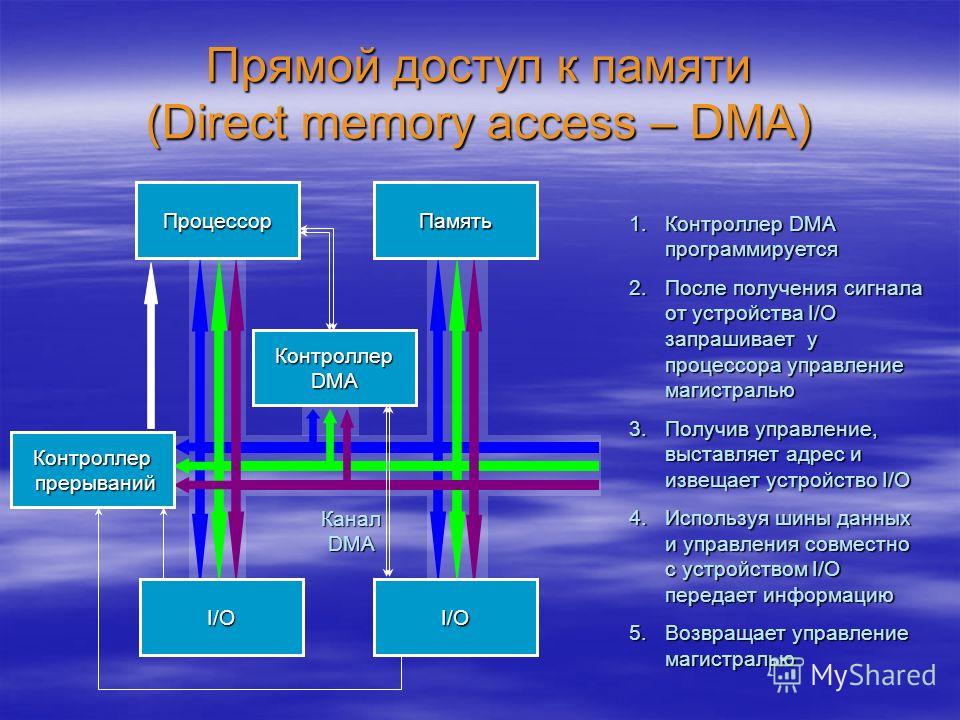 Прямой доступ к памяти
(Direct memory access – DMA)
Процессор
Память
Контроллер
DMA
Контроллер
прерываний
Канал
DMA
I/O
I/O
1. Контроллер DMA
программируется
2. После получения сигнала
от устройства I/O
запрашивает у
процессора управление
магистралью
3. Получив управление,
выставляет адрес и
извещает устройство I/O
4. Используя шины данных
и управления совместно
с устройством I/O
передает информацию
5. Возвращает управление
магистралью
MyShared